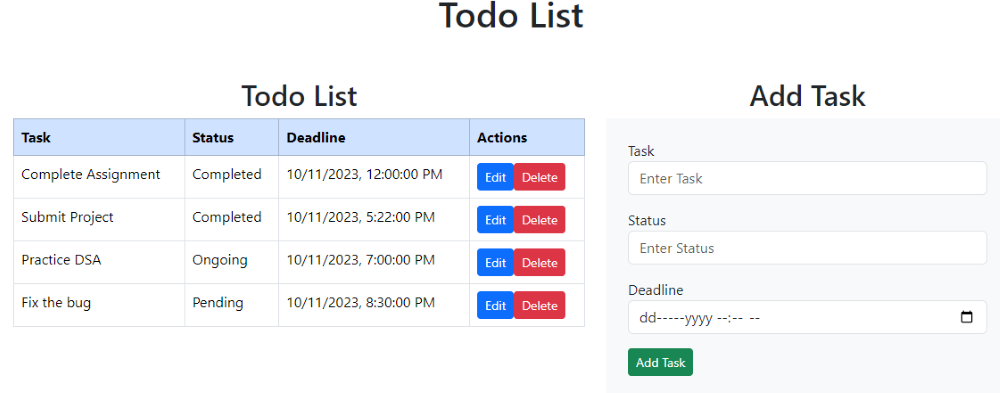 Todo List
Todo List
Task Status Deadline Actions
Complete Assignment Completed 10/11/2023, 12:00:00 PM Edit Delete
Submit Project Completed 10/11/2023, 5:22:00 PM Edit Delete
Practice DSA Ongoing 10/11/2023, 7:00:00 PM Edit Delete
Fix the bug Pending 10/11/2023, 8:30:00 PM Edit Delete
Add Task
Task
Enter Task
Status
Enter Status
Deadline
dd-----yyyy --:-- --
Add Task